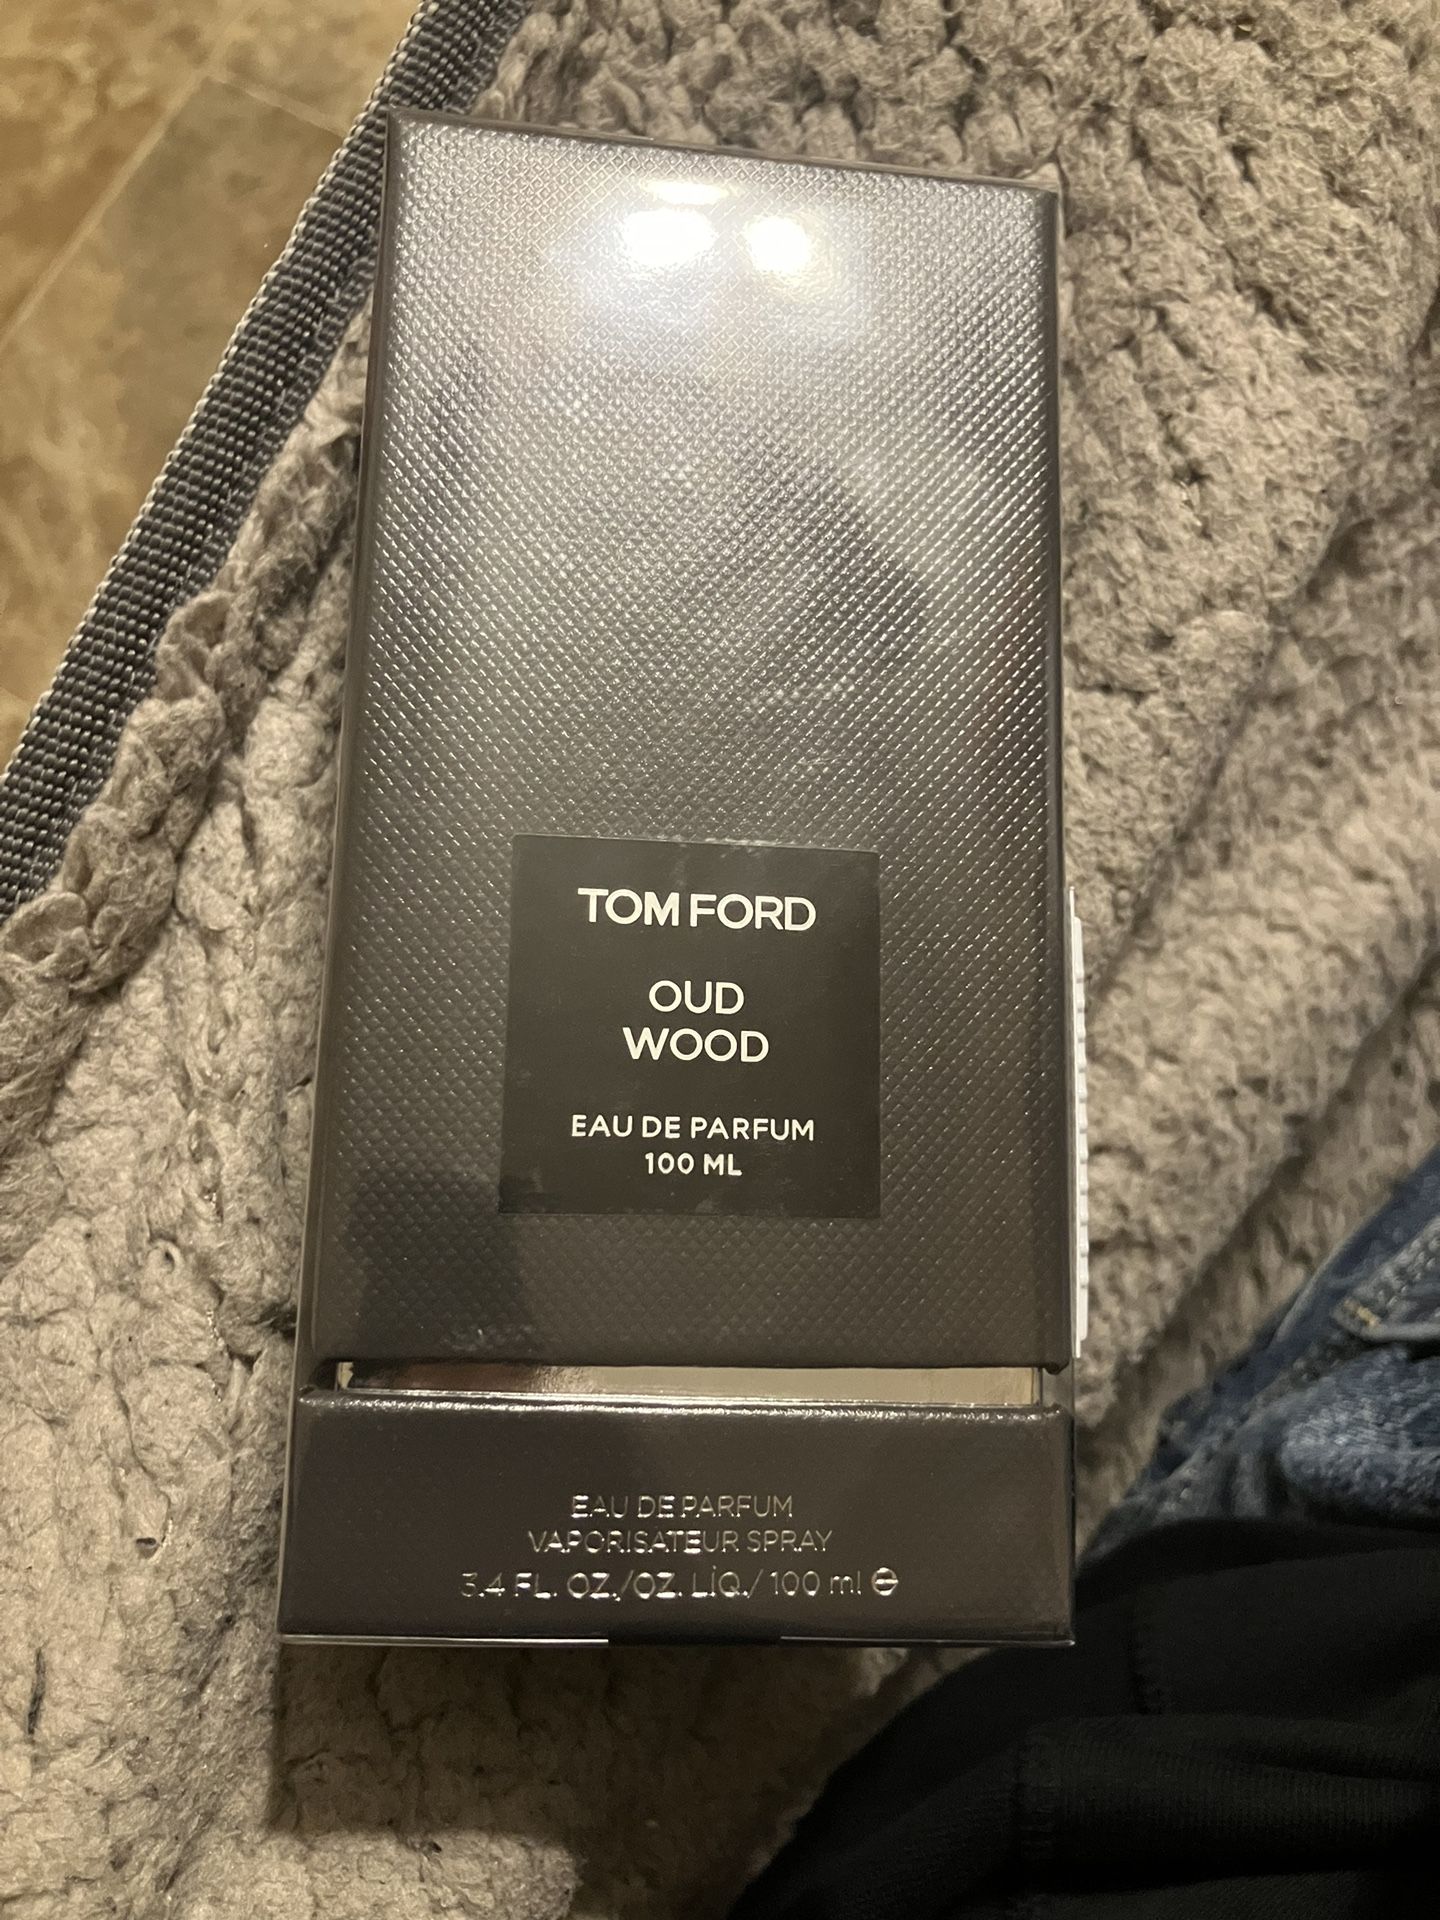 TOM FORD
OUD
WOOD
EAU DE PARFUM
100 ML
EAU DE PARFUM
VAPORISATEUR SPRAY
3.4 FL. OZ./OZ. LIQ./ 100 ml ℮